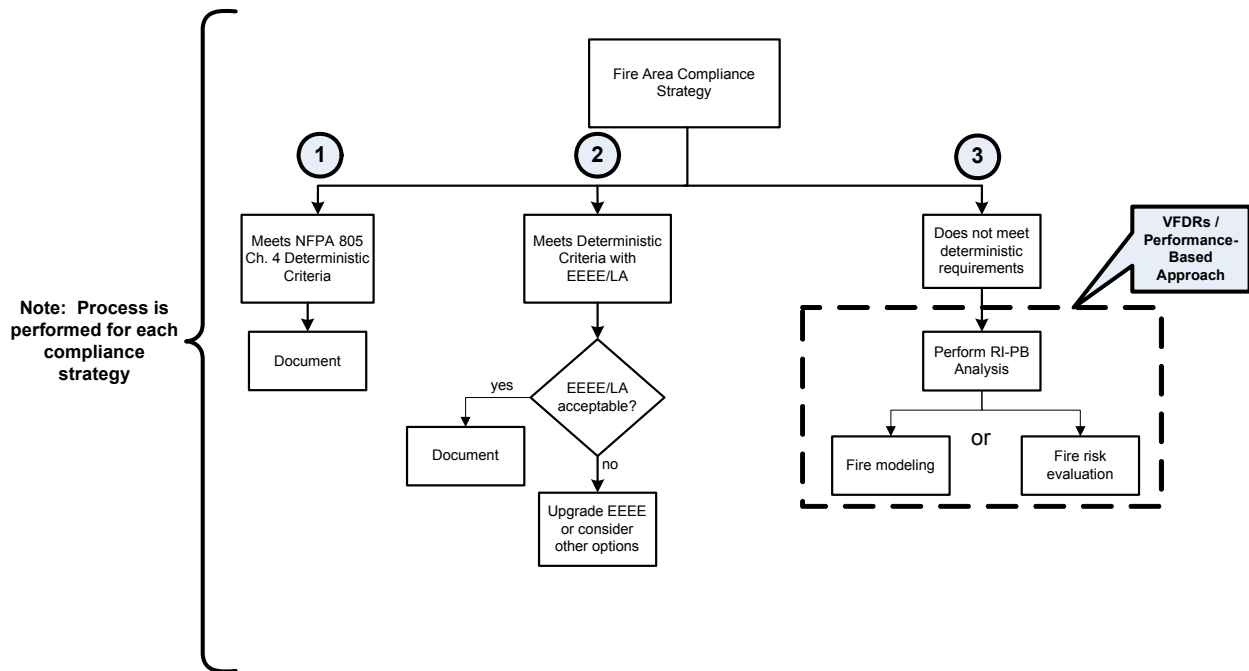 Fire Area Compliance
Strategy
1
2
3
Meets NFPA 805
Ch. 4 Deterministic
Criteria
Meets Deterministic
Criteria with
EEEE/LA
Does not meet
deterministic
requirements
VFDRs /
Performance-
Based
Approach
Note: Process is
performed for each
compliance
strategy
Document
EEEE/LA
acceptable?
yes
Document
no
Upgrade EEEE
or consider
other options
Perform RI-PB
Analysis
or
Fire modeling
Fire risk
evaluation